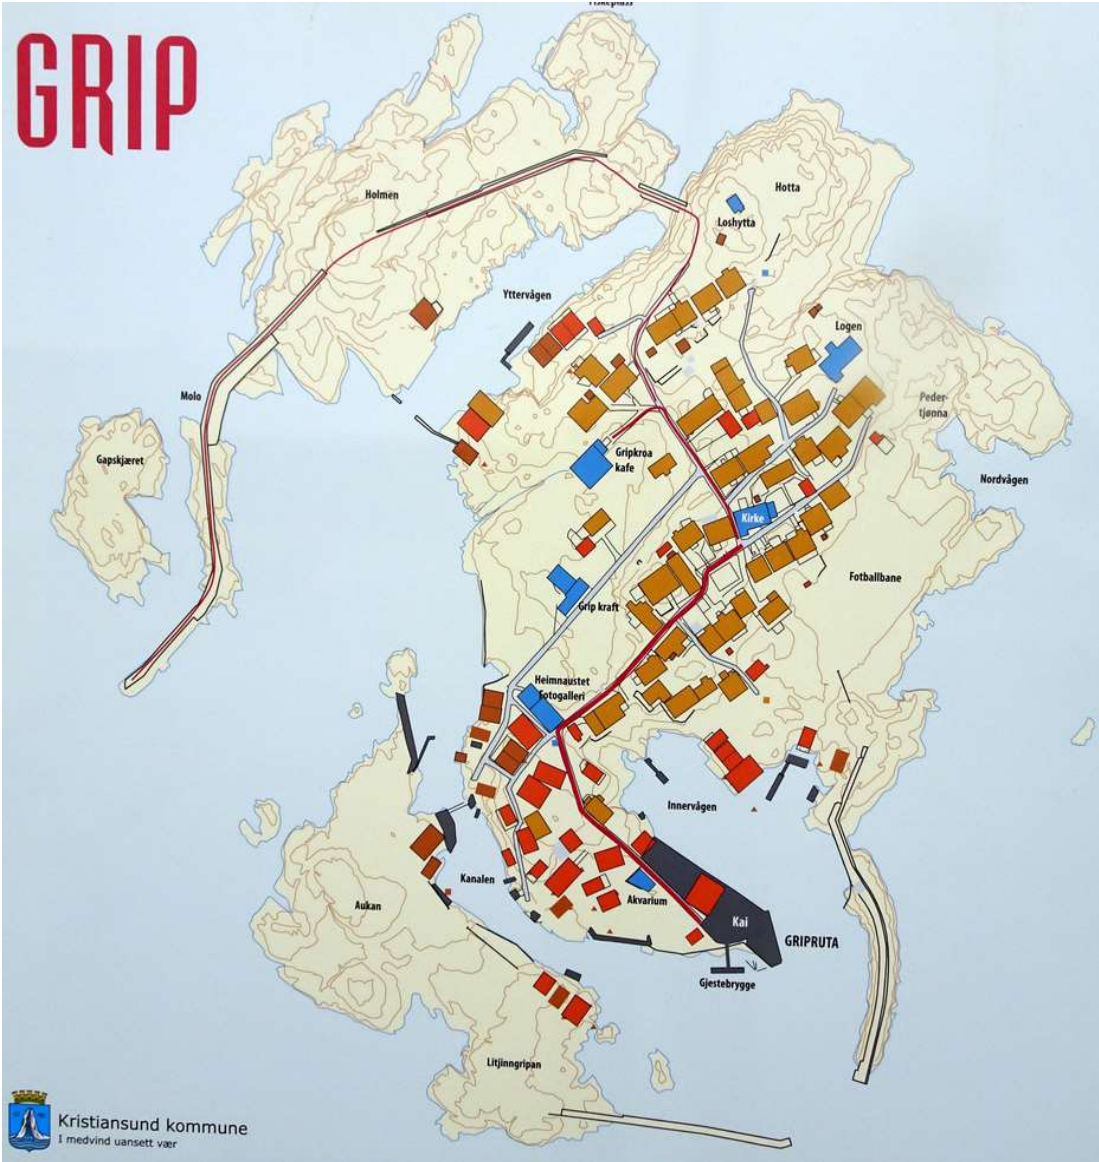 GRIP
Holmen
Hotta
Loshytta
Yttervågen
Logen
Molo
Peder-
tjønna
Gapskjæret
Gripkroa
kafe
Nordvågen
Kirke
Fotballbane
Grip kraft
Heimnaustet
Fotogalleri
Innervågen
Kanalen
Aukan
Akvarium
Kai
GRIPRUTA
Gjestebrygge
Litjinngripan
Kristiansund kommune
I medvind uansett vær